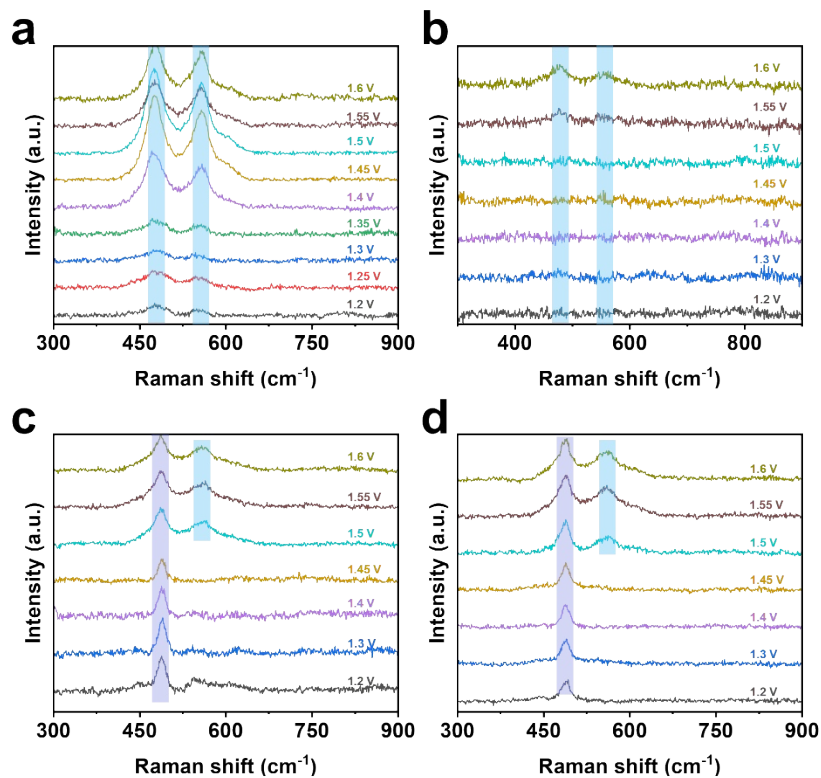 a
1.6 V
1.55 V
1.5 V
1.45 V
1.4 V
1.35 V
1.3 V
1.25 V
1.2 V
300 450 600 750 900
Raman shift (cm⁻¹)
Intensity (a.u.)
b
1.6 V
1.55 V
1.5 V
1.45 V
1.4 V
1.3 V
1.2 V
400 600 800
Raman shift (cm⁻¹)
Intensity (a.u.)
c
1.6 V
1.55 V
1.5 V
1.45 V
1.4 V
1.3 V
1.2 V
300 450 600 750 900
Raman shift (cm⁻¹)
Intensity (a.u.)
d
1.6 V
1.55 V
1.5 V
1.45 V
1.4 V
1.3 V
1.2 V
300 450 600 750 900
Raman shift (cm⁻¹)
Intensity (a.u.)